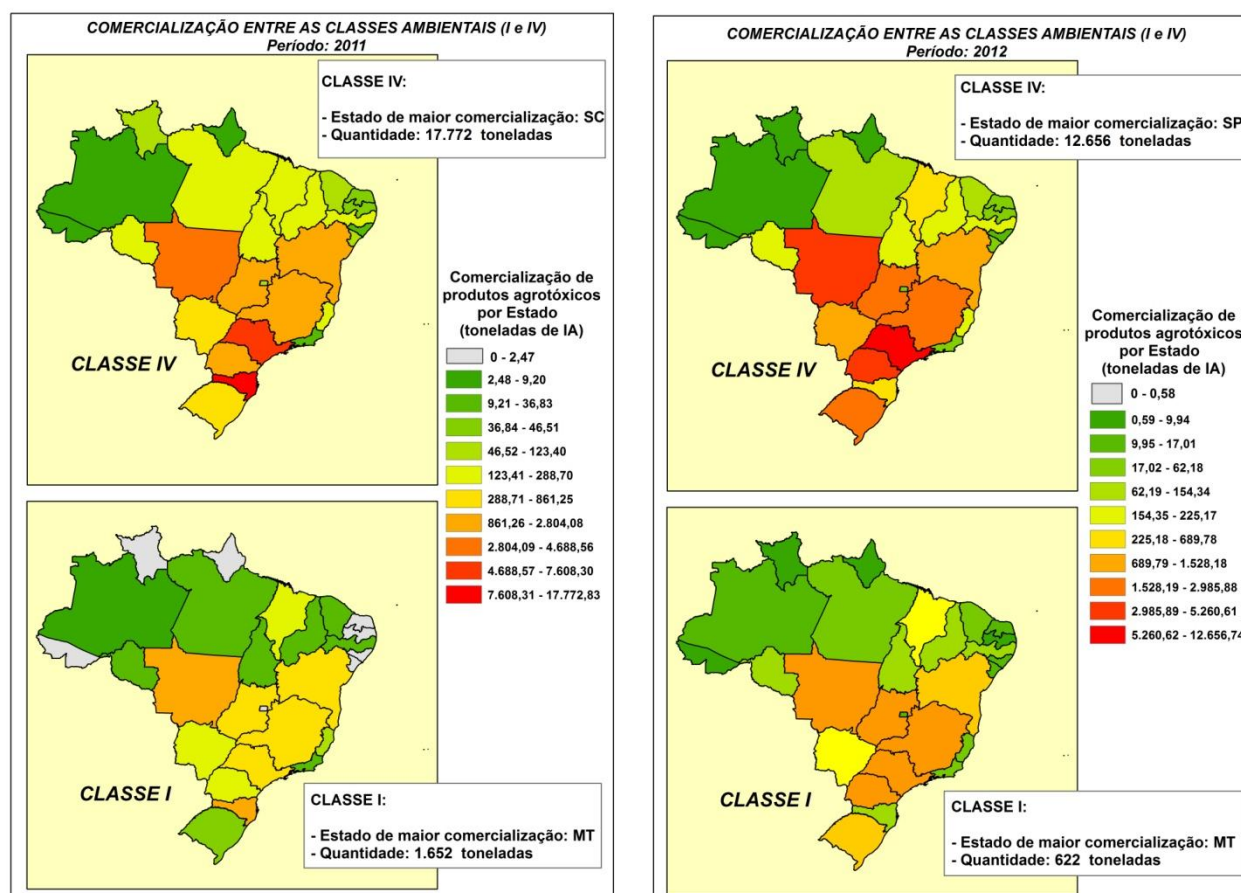 COMERCIALIZAÇÃO ENTRE AS CLASSES AMBIENTAIS (I e IV)
Período: 2011
CLASSE IV:
- Estado de maior comercialização: SC
- Quantidade: 17.772 toneladas
CLASSE IV
Comercialização de
produtos agrotóxicos
por Estado
(toneladas de IA)
0 - 2,47
2,48 - 9,20
9,21 - 36,83
36,84 - 46,51
46,52 - 123,40
123,41 - 288,70
288,71 - 861,25
861,26 - 2.804,08
2.804,09 - 4.688,56
4.688,57 - 7.608,30
7.608,31 - 17.772,83
CLASSE I
CLASSE I:
- Estado de maior comercialização: MT
- Quantidade: 1.652 toneladas
COMERCIALIZAÇÃO ENTRE AS CLASSES AMBIENTAIS (I e IV)
Período: 2012
CLASSE IV:
- Estado de maior comercialização: SP
- Quantidade: 12.656 toneladas
CLASSE IV
Comercialização de
produtos agrotóxicos
por Estado
(toneladas de IA)
0 - 0,58
0,59 - 9,94
9,95 - 17,01
17,02 - 62,18
62,19 - 154,34
154,35 - 225,17
225,18 - 689,78
689,79 - 1.528,18
1.528,19 - 2.985,88
2.985,89 - 5.260,61
5.260,62 - 12.656,74
CLASSE I
CLASSE I:
- Estado de maior comercialização: MT
- Quantidade: 622 toneladas